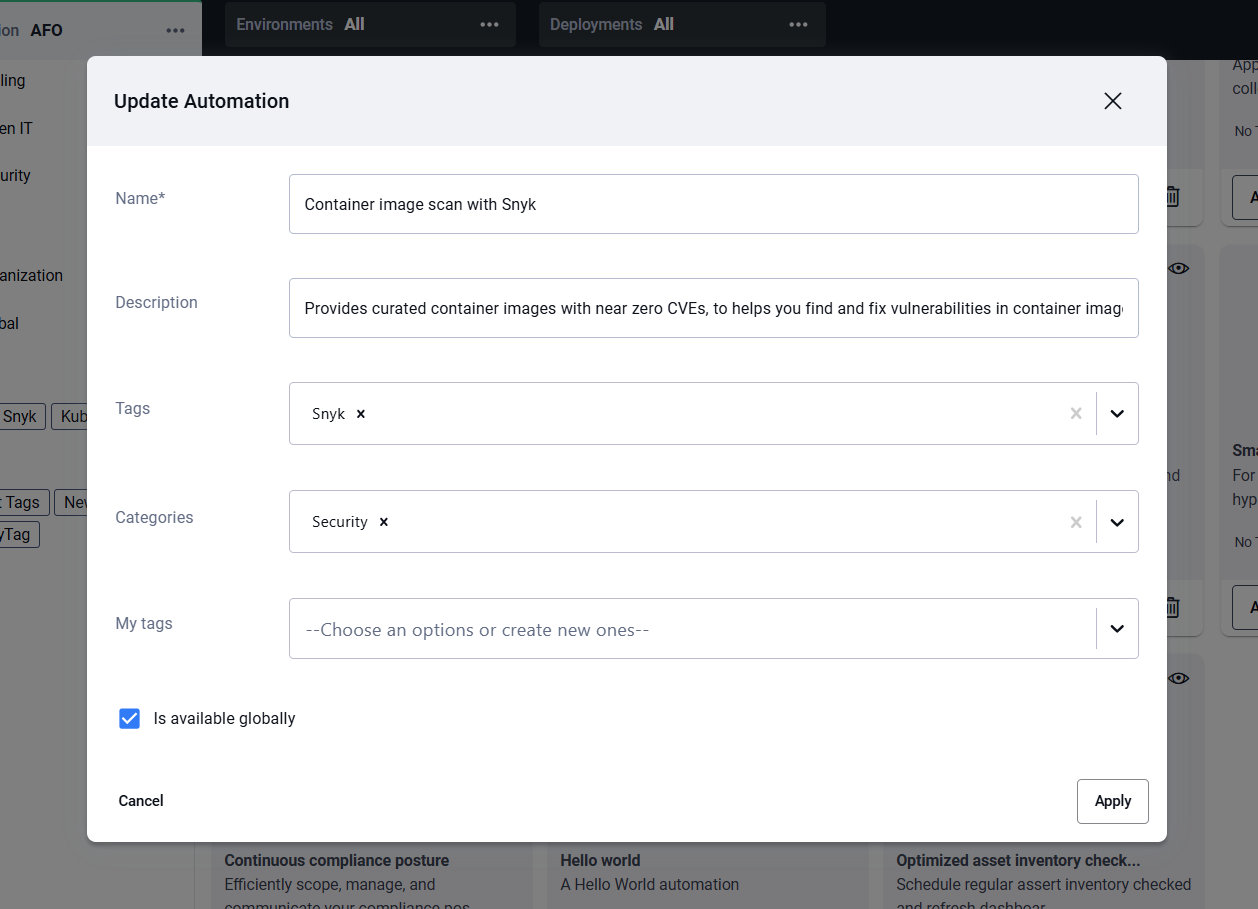 ion AFO ...
Environments All ...
Deployments All ...
ling
en IT
urity
anization
bal
Snyk Kub
t Tags New
yTag
Update Automation
Name*
Container image scan with Snyk
Description
Provides curated container images with near zero CVEs, to helps you find and fix vulnerabilities in container imag
Tags
Snyk
Categories
Security
My tags
--Choose an options or create new ones--
Is available globally
Cancel
Apply
App
coll
No T
A
nd
Sma
For
hyp
No T
A
Continuous compliance posture
Efficiently scope, manage, and
communicate your compliance pos
Hello world
A Hello World automation
Optimized asset inventory check...
Schedule regular assert inventory checked
and refresh dashboar